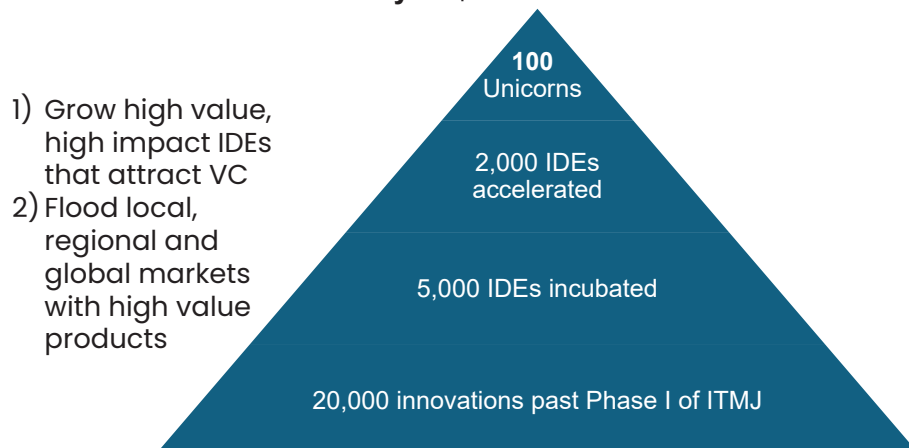 1) Grow high value,
high impact IDEs
that attract VC
2) Flood local,
regional and
global markets
with high value
products
100
Unicorns
2,000 IDEs
accelerated
5,000 IDEs incubated
20,000 innovations past Phase I of ITMJ